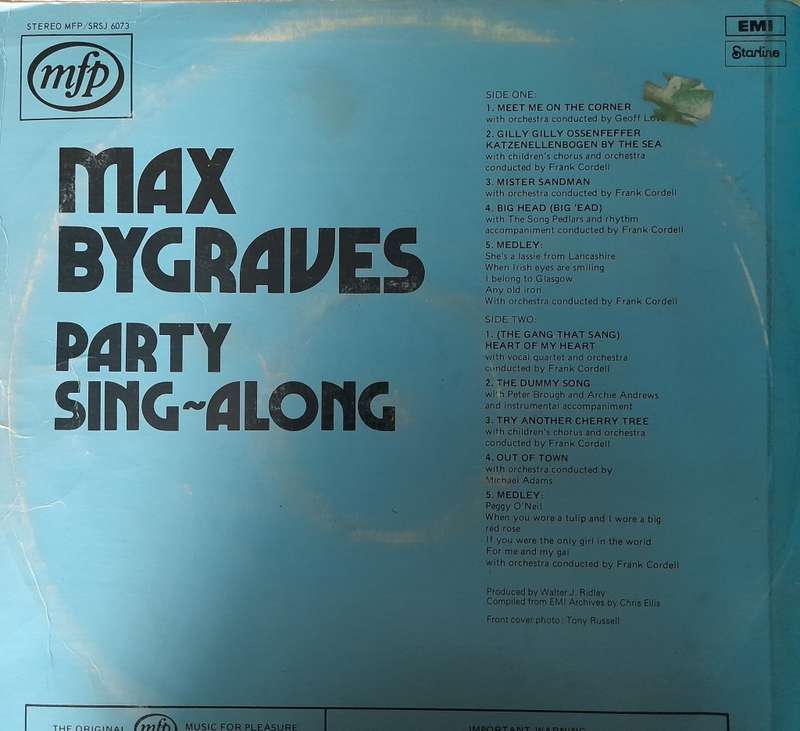 STEREO MFP/SRSJ 6073
mfp
EMI
Starline
MAX
BYGRAVES
PARTY
SING~ALONG
SIDE ONE:
1. MEET ME ON THE CORNER
with orchestra conducted by Geoff Love
2. GILLY GILLY OSSENFEFFER
KATZENELLENBOGEN BY THE SEA
with children's chorus and orchestra
conducted by Frank Cordell
3. MISTER SANDMAN
with orchestra conducted by Frank Cordell
4. BIG HEAD (BIG 'EAD)
with The Song Pedlars and rhythm
accompaniment conducted by Frank Cordell
5. MEDLEY:
She's a lassie from Lancashire
When Irish eyes are smiling
I belong to Glasgow
Any old iron
With orchestra conducted by Frank Cordell
SIDE TWO:
1. (THE GANG THAT SANG)
HEART OF MY HEART
with vocal quartet and orchestra
conducted by Frank Cordell
2. THE DUMMY SONG
with Peter Brough and Archie Andrews
and instrumental accompaniment
3. TRY ANOTHER CHERRY TREE
with children's chorus and orchestra
conducted by Frank Cordell
4. OUT OF TOWN
with orchestra conducted by
Michael Adams
5. MEDLEY:
Peggy O'Neil
When you wore a tulip and I wore a big
red rose
If you were the only girl in the world
For me and my gal
with orchestra conducted by Frank Cordell
Produced by Walter J. Ridley
Compiled from EMI Archives by Chris Ellis
Front cover photo: Tony Russell
THE ORIGINAL mfp MUSIC FOR PLEASURE
IMPORTANT WARNING